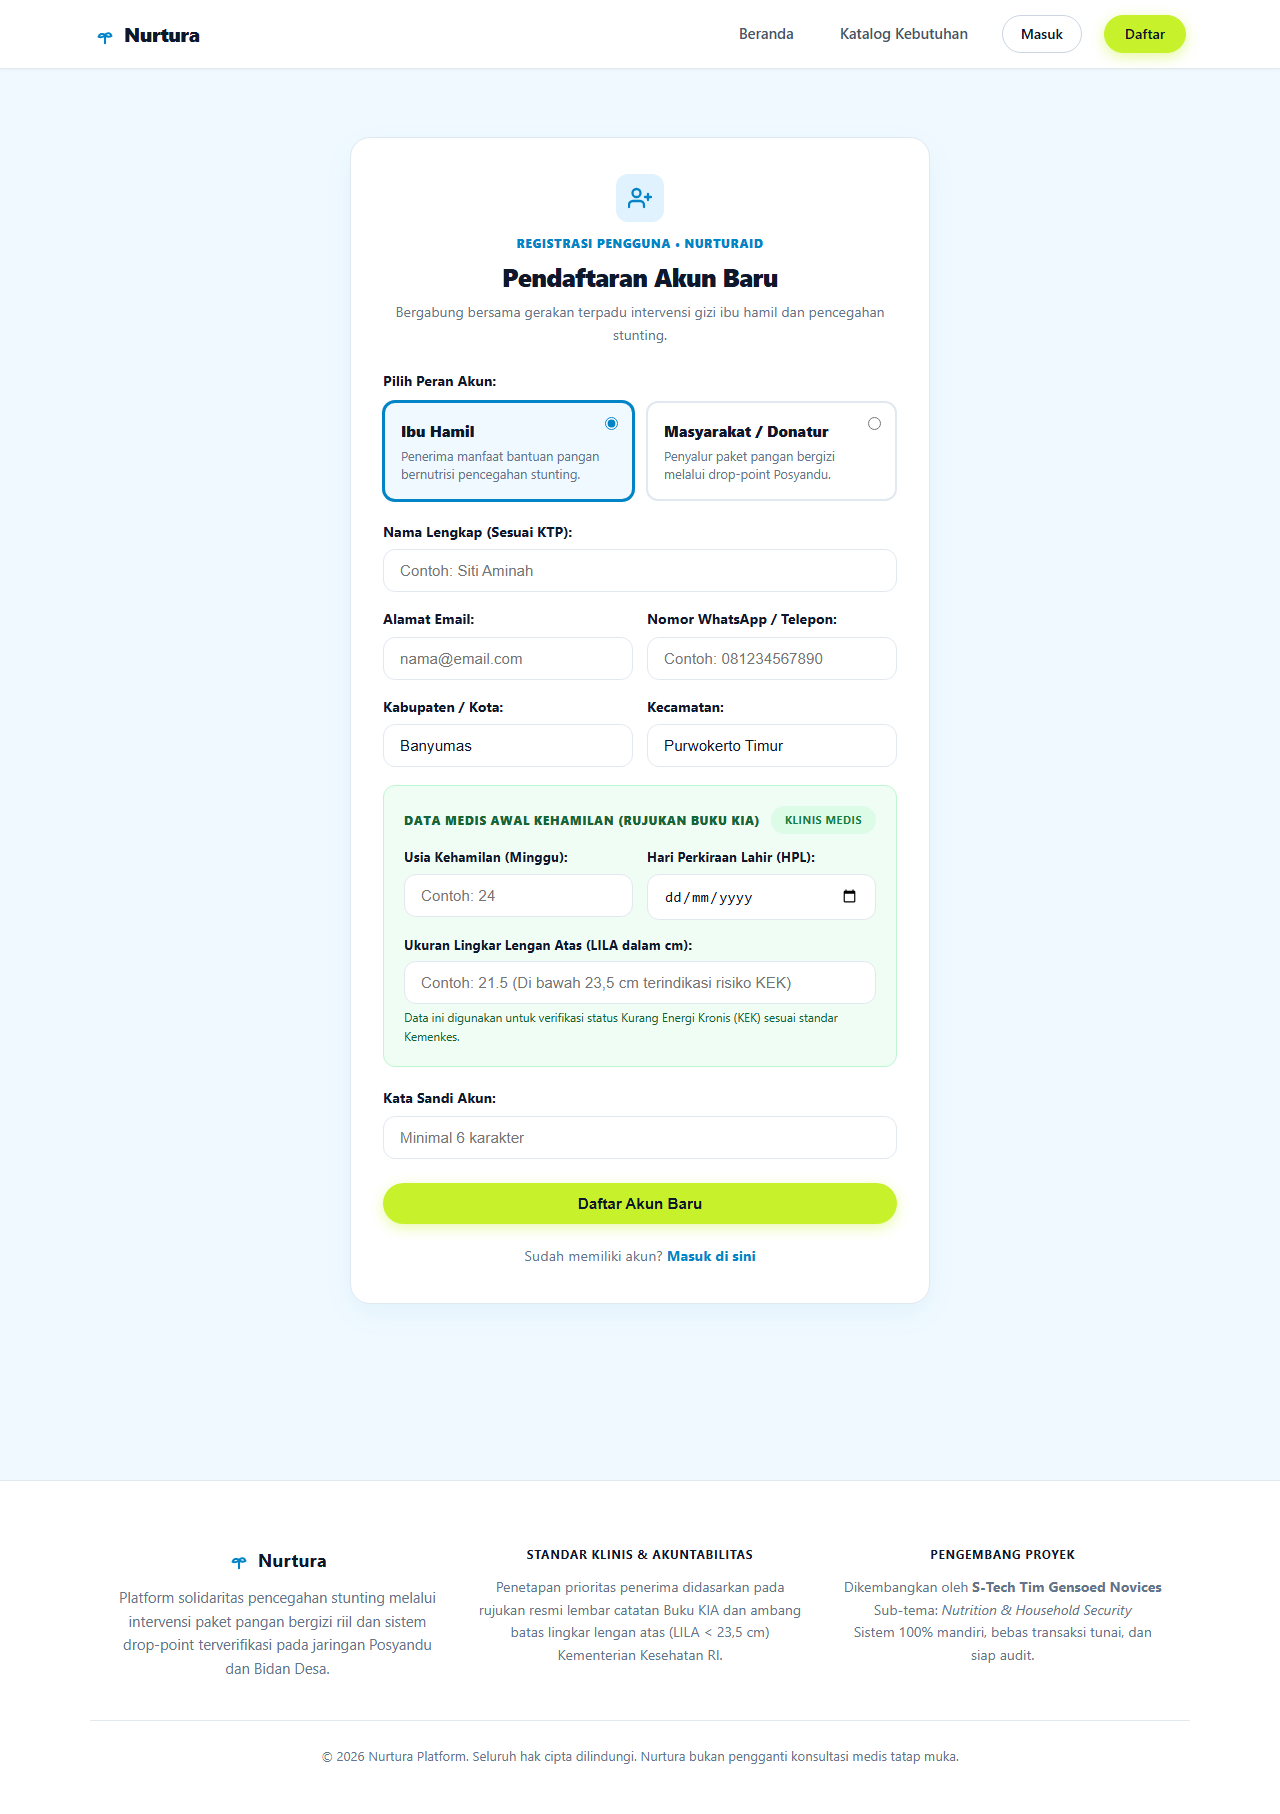 Nurtura
Beranda
Katalog Kebutuhan
Masuk
Daftar
REGISTRASI PENGGUNA • NURTURAID
Pendaftaran Akun Baru
Bergabung bersama gerakan terpadu intervensi gizi ibu hamil dan pencegahan
stunting.
Pilih Peran Akun:
Ibu Hamil
Penerima manfaat bantuan pangan
bernutrisi pencegahan stunting.
Masyarakat / Donatur
Penyalur paket pangan bergizi
melalui drop-point Posyandu.
Nama Lengkap (Sesuai KTP):
Contoh: Siti Aminah
Alamat Email:
nama@email.com
Nomor WhatsApp / Telepon:
Contoh: 081234567890
Kabupaten / Kota:
Banyumas
Kecamatan:
Purwokerto Timur
DATA MEDIS AWAL KEHAMILAN (RUJUKAN BUKU KIA)
KLINIS MEDIS
Usia Kehamilan (Minggu):
Contoh: 24
Hari Perkiraan Lahir (HPL):
dd/mm/yyyy
Ukuran Lingkar Lengan Atas (LILA dalam cm):
Contoh: 21.5 (Di bawah 23,5 cm terindikasi risiko KEK)
Data ini digunakan untuk verifikasi status Kurang Energi Kronis (KEK) sesuai standar
Kemenkes.
Kata Sandi Akun:
Minimal 6 karakter
Daftar Akun Baru
Sudah memiliki akun? Masuk di sini
Nurtura
Platform solidaritas pencegahan stunting melalui
intervensi paket pangan bergizi riil dan sistem
drop-point terverifikasi pada jaringan Posyandu
dan Bidan Desa.
STANDAR KLINIS & AKUNTABILITAS
Penetapan prioritas penerima didasarkan pada
rujukan resmi lembar catatan Buku KIA dan ambang
batas lingkar lengan atas (LILA < 23,5 cm)
Kementerian Kesehatan RI.
PENGEMBANG PROYEK
Dikembangkan oleh S-Tech Tim Gensoed Novices
Sub-tema: Nutrition & Household Security
Sistem 100% mandiri, bebas transaksi tunai, dan
siap audit.
© 2026 Nurtura Platform. Seluruh hak cipta dilindungi. Nurtura bukan pengganti konsultasi medis tatap muka.